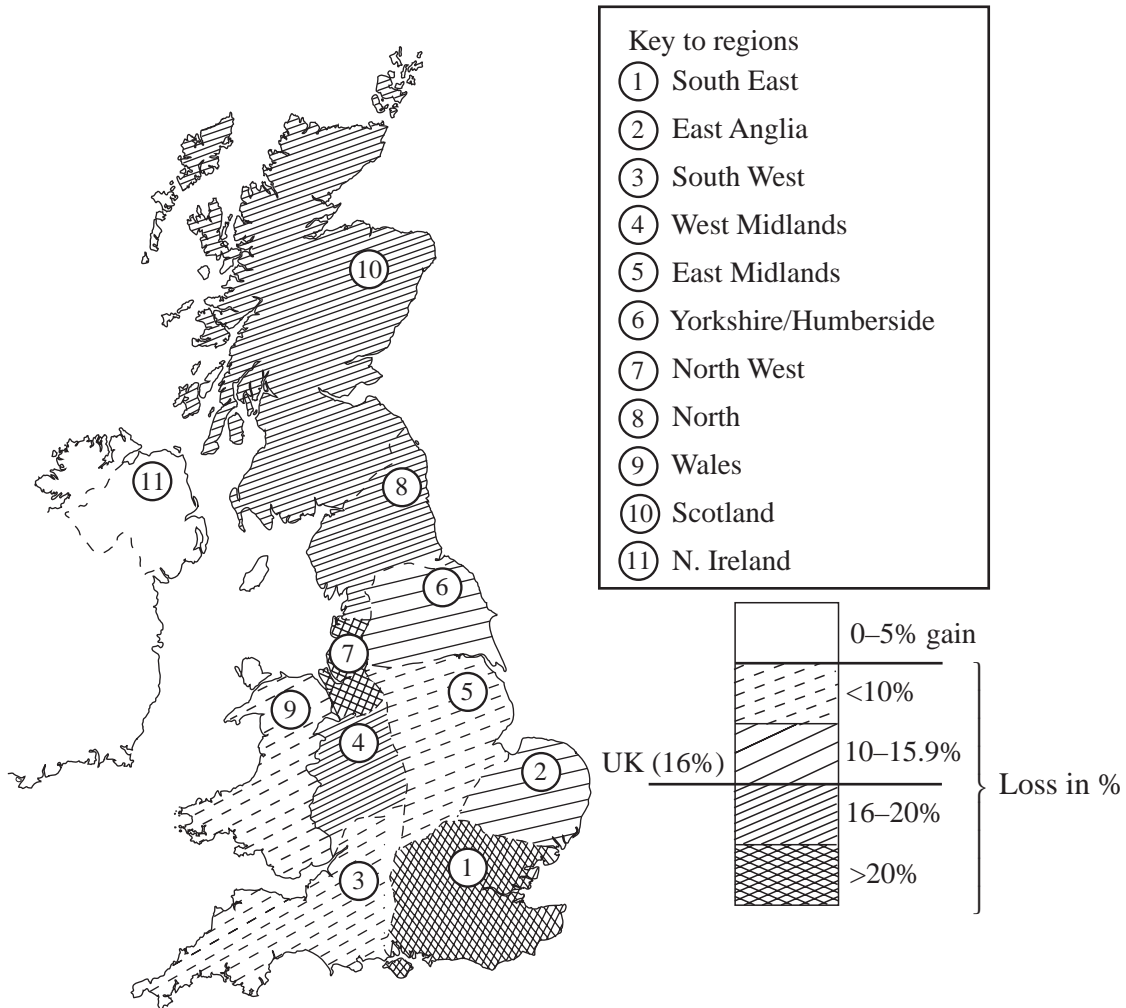 Key to regions
1 South East
2 East Anglia
3 South West
4 West Midlands
5 East Midlands
6 Yorkshire/Humberside
7 North West
8 North
9 Wales
10 Scotland
11 N. Ireland
10
11
8
6
7
5
9
4
2
1
3
0–5% gain
<10%
10–15.9%
UK (16%)
Loss in %
16–20%
>20%